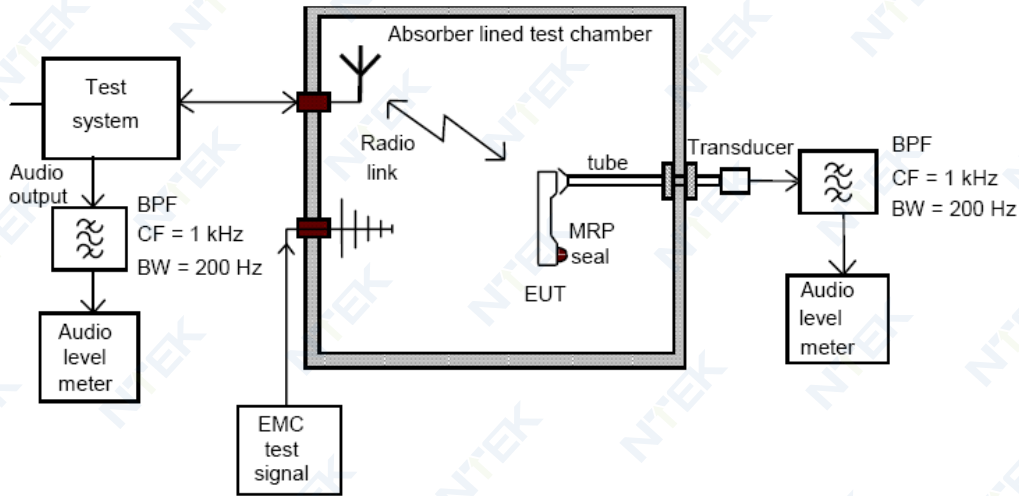 Absorber lined test chamber
Test
system
Radio
link
Audio
output
BPF
CF = 1 kHz
BW = 200 Hz
Audio
level
meter
EMC
test
signal
tube
Transducer
MRP
seal
EUT
BPF
CF = 1 kHz
BW = 200 Hz
Audio
level
meter
NTEK